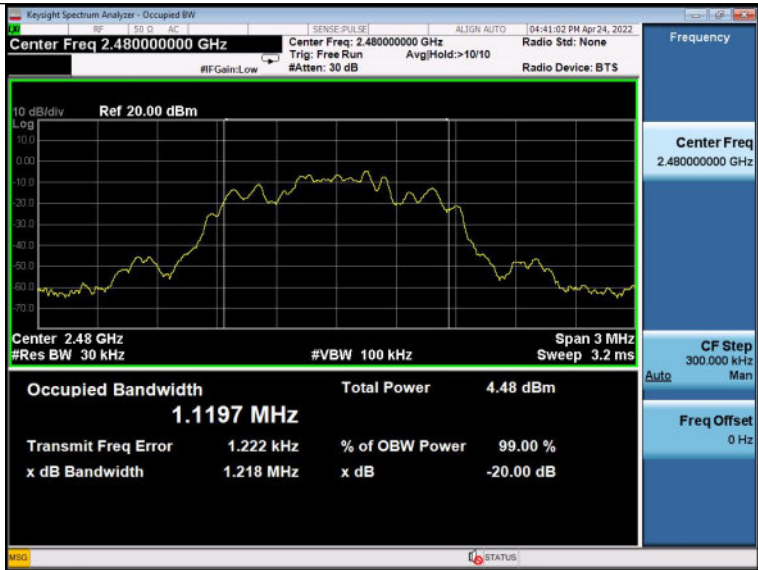 Keysight Spectrum Analyzer - Occupied BW
LXI RF 50 Ω AC SENSE:PULSE ALIGN AUTO 04:41:02 PM Apr 24, 2022
Center Freq 2.480000000 GHz
Center Freq: 2.480000000 GHz Radio Std: None
Trig: Free Run Avg|Hold:>10/10
#IFGain:Low #Atten: 30 dB Radio Device: BTS
Frequency
10 dB/div Ref 20.00 dBm
Log
10.0
0.00
-10.0
-20.0
-30.0
-40.0
-50.0
-60.0
-70.0
Center 2.48 GHz Span 3 MHz
#Res BW 30 kHz #VBW 100 kHz Sweep 3.2 ms
Occupied Bandwidth Total Power 4.48 dBm
1.1197 MHz
Transmit Freq Error 1.222 kHz % of OBW Power 99.00 %
x dB Bandwidth 1.218 MHz x dB -20.00 dB
Center Freq
2.480000000 GHz
CF Step
300.000 kHz
Auto Man
Freq Offset
0 Hz
MSG STATUS